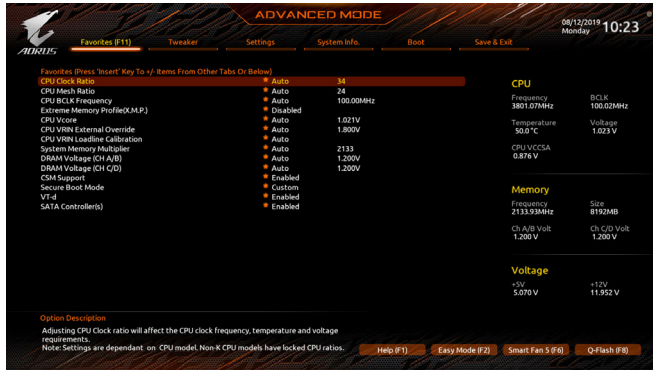 ADVANCED MODE
08/12/2019 Monday 10:23
AORUS
Favorites (F11) Tweaker Settings System Info. Boot Save & Exit
Favorites (Press 'Insert' Key To +/- Items From Other Tabs Or Below)
CPU Clock Ratio Auto 34
CPU Mesh Ratio Auto 24
CPU BCLK Frequency Auto 100.00MHz
Extreme Memory Profile(X.M.P.) Disabled
CPU Vcore Auto 1.021V
CPU VRIN External Override Auto 1.800V
CPU VRIN Loadline Calibration Auto
System Memory Multiplier Auto 2133
DRAM Voltage (CH A/B) Auto 1.200V
DRAM Voltage (CH C/D) Auto 1.200V
CSM Support Enabled
Secure Boot Mode Custom
VT-d Enabled
SATA Controller(s) Enabled
CPU
Frequency BCLK
3801.07MHz 100.02MHz
Temperature Voltage
50.0 °C 1.023 V
CPU VCCSA
0.876 V
Memory
Frequency Size
2133.93MHz 8192MB
Ch A/B Volt Ch C/D Volt
1.200 V 1.200 V
Voltage
+5V +12V
5.070 V 11.952 V
Option Description
Adjusting CPU Clock ratio will affect the CPU clock frequency, temperature and voltage
requirements.
Note: Settings are dependant on CPU model. Non-K CPU models have locked CPU ratios.
Help (F1) Easy Mode (F2) Smart Fan 5 (F6) Q-Flash (F8)